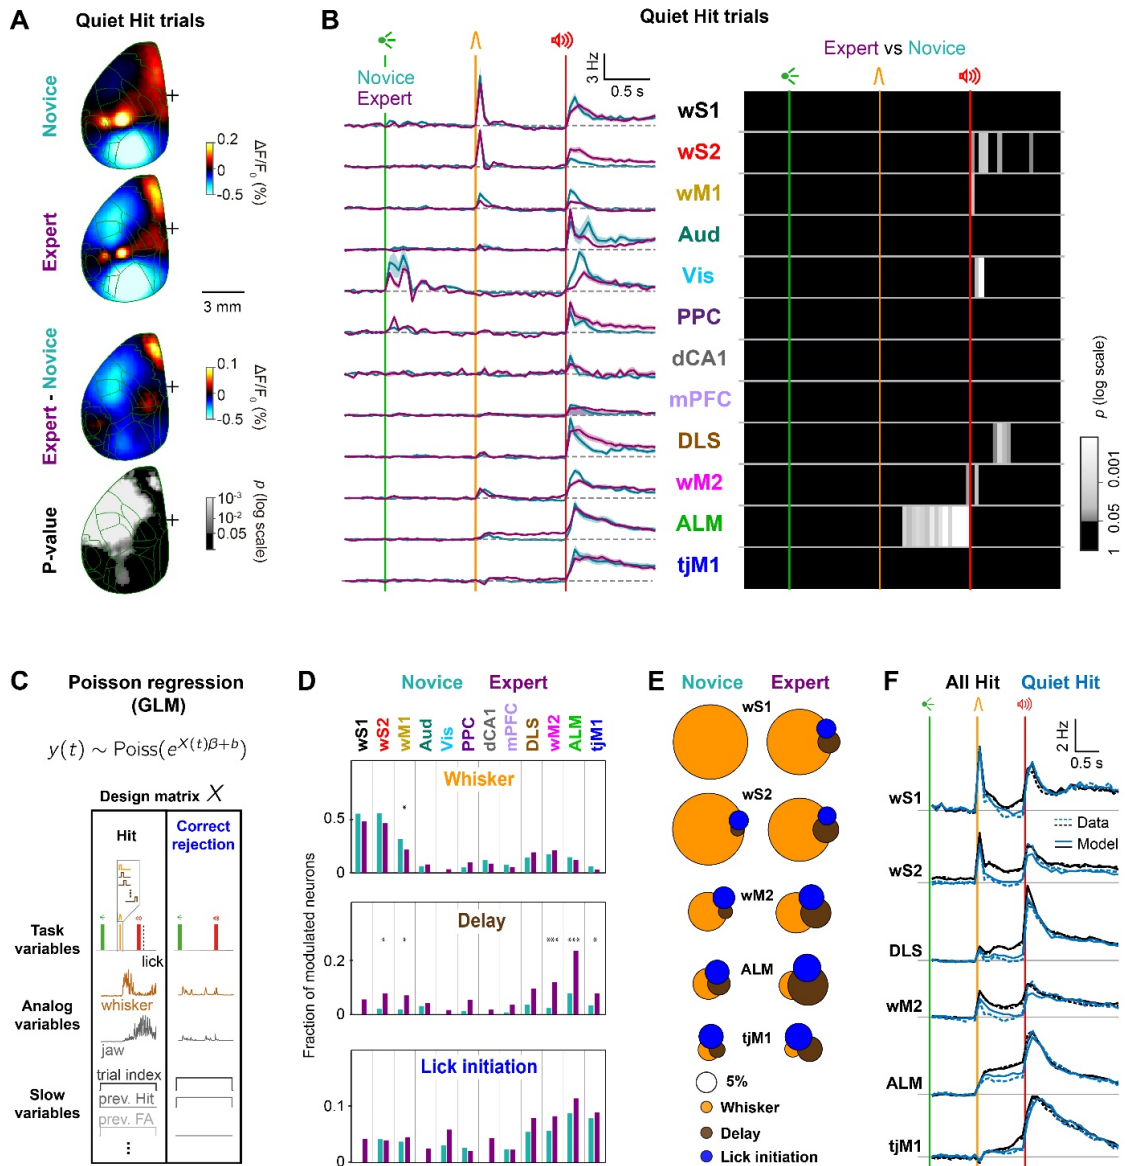 A
Quiet Hit trials
Novice
0.2
-0.5
ΔF/F0 (%)
Expert
0.2
-0.5
ΔF/F0 (%)
3 mm
Expert - Novice
0.1
-0.5
ΔF/F0 (%)
P-value
10-3
10-2
0.05
p (log scale)
B
Quiet Hit trials
Novice
Expert
3 Hz
0.5 s
Expert vs Novice
wS1
wS2
wM1
Aud
Vis
PPC
dCA1
mPFC
DLS
wM2
ALM
tjM1
p (log scale)
0.001
0.05
1
C
Poisson regression
(GLM)
y(t) ∼ Poiss(e^{X(t)β+b})
Design matrix X
Hit
Correct
rejection
Task
variables
lick
Analog
variables
whisker
jaw
Slow
variables
trial index
prev. Hit
prev. FA
⋮
D
Novice Expert
wS1 wS2 wM1 Aud Vis PPC dCA1 mPFC DLS wM2 ALM tjM1
Fraction of modulated neurons
Whisker
0.5
*
0
Delay
0.2
* * *** *** *
0
Lick initiation
0.1
0
E
Novice Expert
wS1
wS2
wM2
ALM
tjM1
5%
Whisker
Delay
Lick initiation
F
All Hit Quiet Hit
2 Hz
0.5 s
wS1
Data
Model
wS2
DLS
wM2
ALM
tjM1